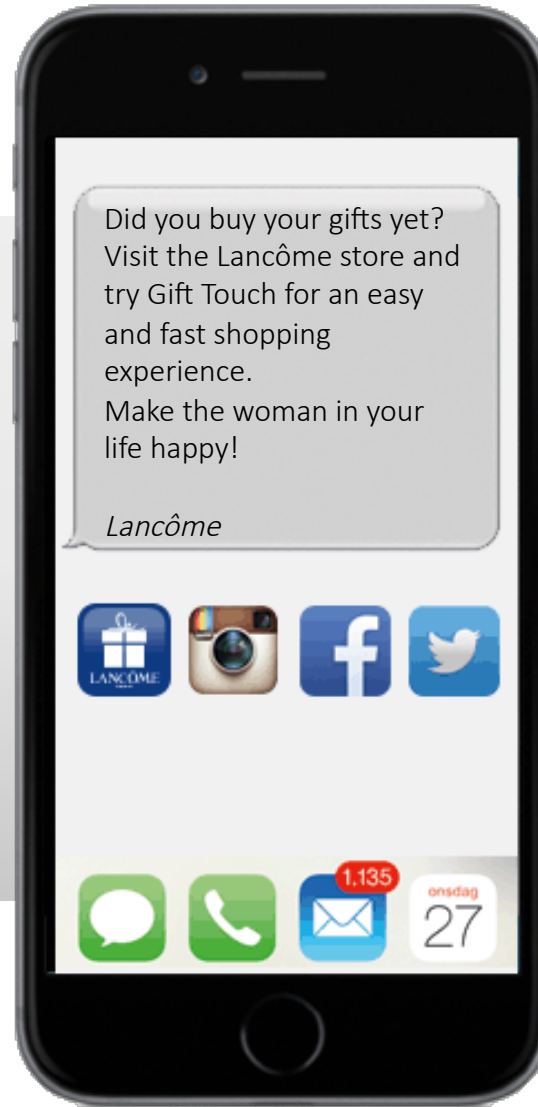 Did you buy your gifts yet?
Visit the Lancôme store and
try Gift Touch for an easy
and fast shopping
experience.
Make the woman in your
life happy!
Lancôme
LANCÔME
1.135
onsdag
27